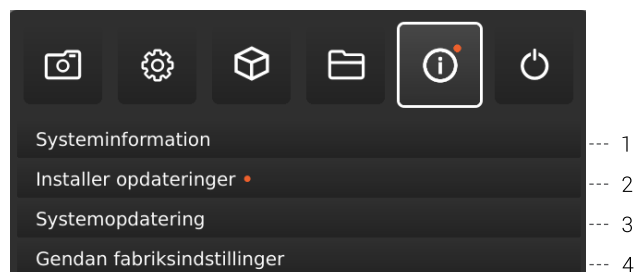 Systeminformation --- 1
Installer opdateringer • --- 2
Systemopdatering --- 3
Gendan fabriksindstillinger --- 4